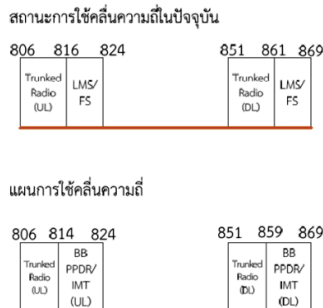 สถานะการใช้คลื่นความถี่ในปัจจุบัน
806 816 824 851 861 869
Trunked Radio (UL)
LMS/ FS
Trunked Radio (DL)
LMS/ FS
แผนการใช้คลื่นความถี่
806 814 824 851 859 869
Trunked Radio (UL)
BB PPDR/ IMT (UL)
Trunked Radio (DL)
BB PPDR/ IMT (DL)